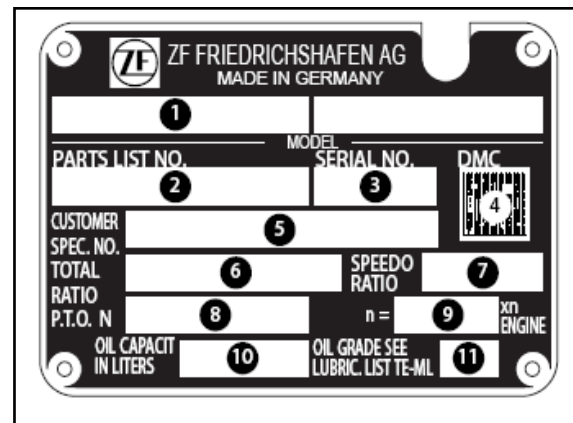 ZF ZF FRIEDRICHSHAFEN AG
MADE IN GERMANY
1
MODEL
PARTS LIST NO. SERIAL NO. DMC
2 3 4
CUSTOMER
SPEC. NO. 5
TOTAL
RATIO 6 SPEEDO
RATIO 7
P.T.O. N 8 n = 9 xn
ENGINE
OIL CAPACIT
IN LITERS 10 OIL GRADE SEE
LUBRIC. LIST TE-ML 11